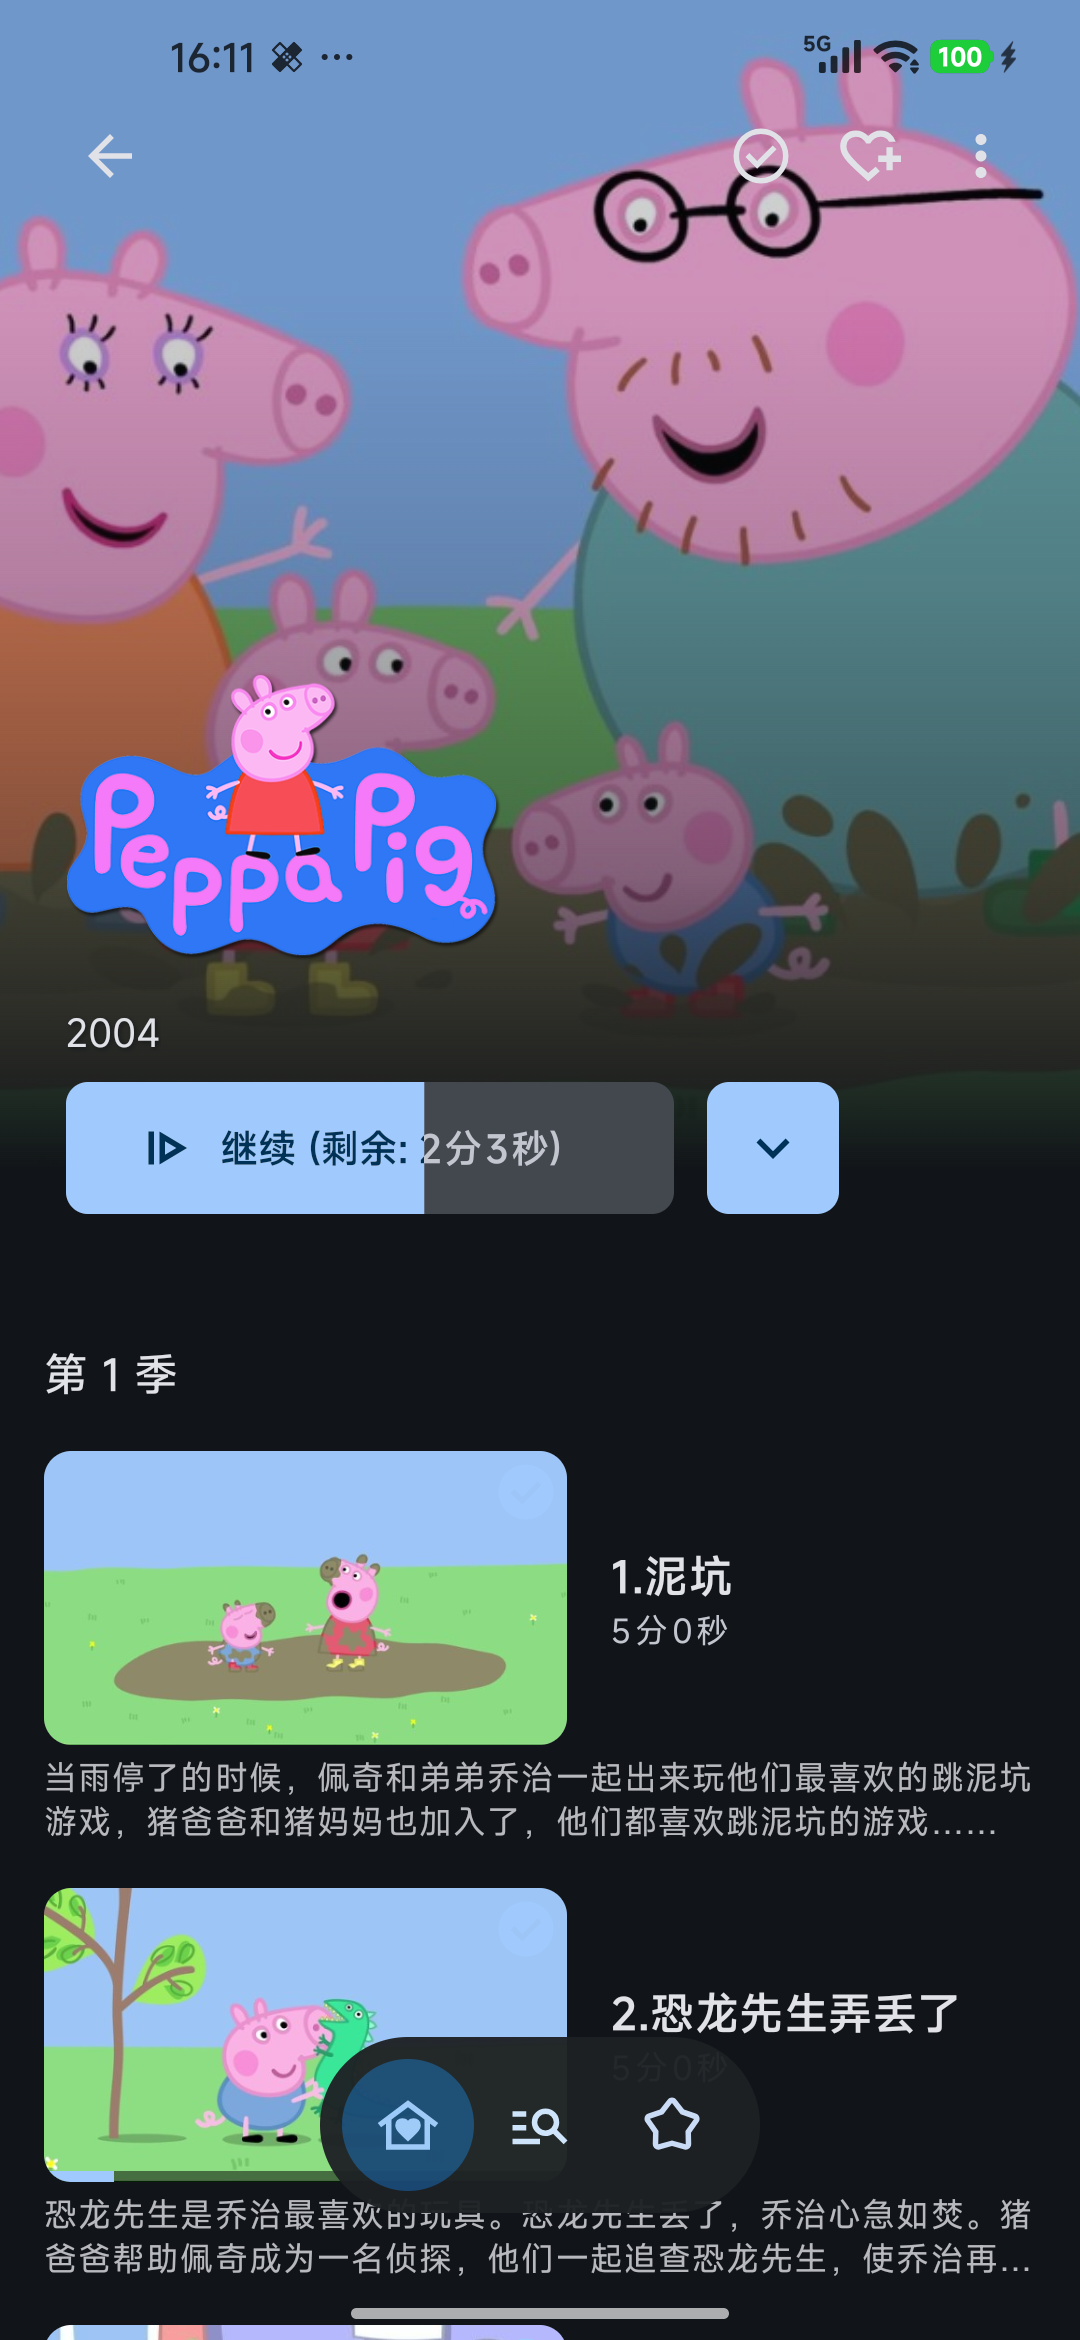 16:11 ...
5G 100
Peppa Pig
2004
继续 (剩余: 2分3秒)
第 1 季
1.泥坑
5分0秒
当雨停了的时候，佩奇和弟弟乔治一起出来玩他们最喜欢的跳泥坑
游戏，猪爸爸和猪妈妈也加入了，他们都喜欢跳泥坑的游戏……
2.恐龙先生弄丢了
5分0秒
恐龙先生是乔治最喜欢的玩具。恐龙先生丢了，乔治心急如焚。猪
爸爸帮助佩奇成为一名侦探，他们一起追查恐龙先生，使乔治再...